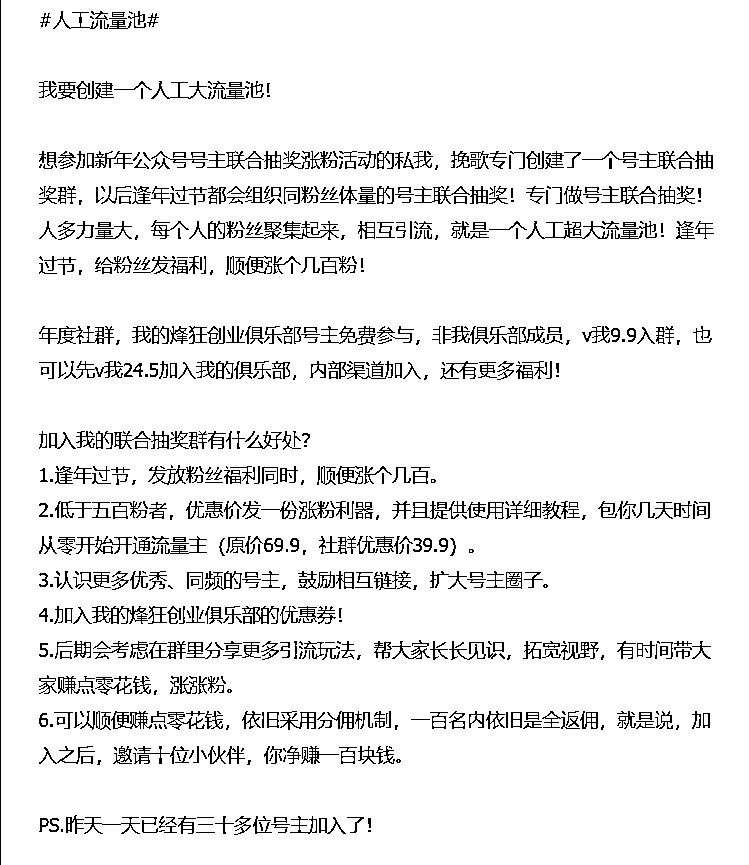 #人工流量池#
我要创建一个人工大流量池！
想参加新年公众号号主联合抽奖涨粉活动的私我，挽歌专门创建了一个号主联合抽
奖群，以后逢年过节都会组织同粉丝体量的号主联合抽奖！专门做号主联合抽奖！
人多力量大，每个人的粉丝聚集起来，相互引流，就是一个人工超大流量池！逢年
过节，给粉丝发福利，顺便涨个几百粉！
年度社群，我的烽狂创业俱乐部号主免费参与，非我俱乐部成员，v我9.9入群，也
可以先v我24.5加入我的俱乐部，内部渠道加入，还有更多福利！
加入我的联合抽奖群有什么好处？
1.逢年过节，发放粉丝福利同时，顺便涨个几百。
2.低于五百粉者，优惠价发一份涨粉利器，并且提供使用详细教程，包你几天时间
从零开始开通流量主（原价69.9，社群优惠价39.9）。
3.认识更多优秀、同频的号主，鼓励相互链接，扩大号主圈子。
4.加入我的烽狂创业俱乐部的优惠券！
5.后期会考虑在群里分享更多引流玩法，帮大家长长见识，拓宽视野，有时间带大
家赚点零花钱，涨涨粉。
6.可以顺便赚点零花钱，依旧采用分佣机制，一百名内依旧是全返佣，就是说，加
入之后，邀请十位小伙伴，你净赚一百块钱。
PS.昨天一天已经有三十多位号主加入了！